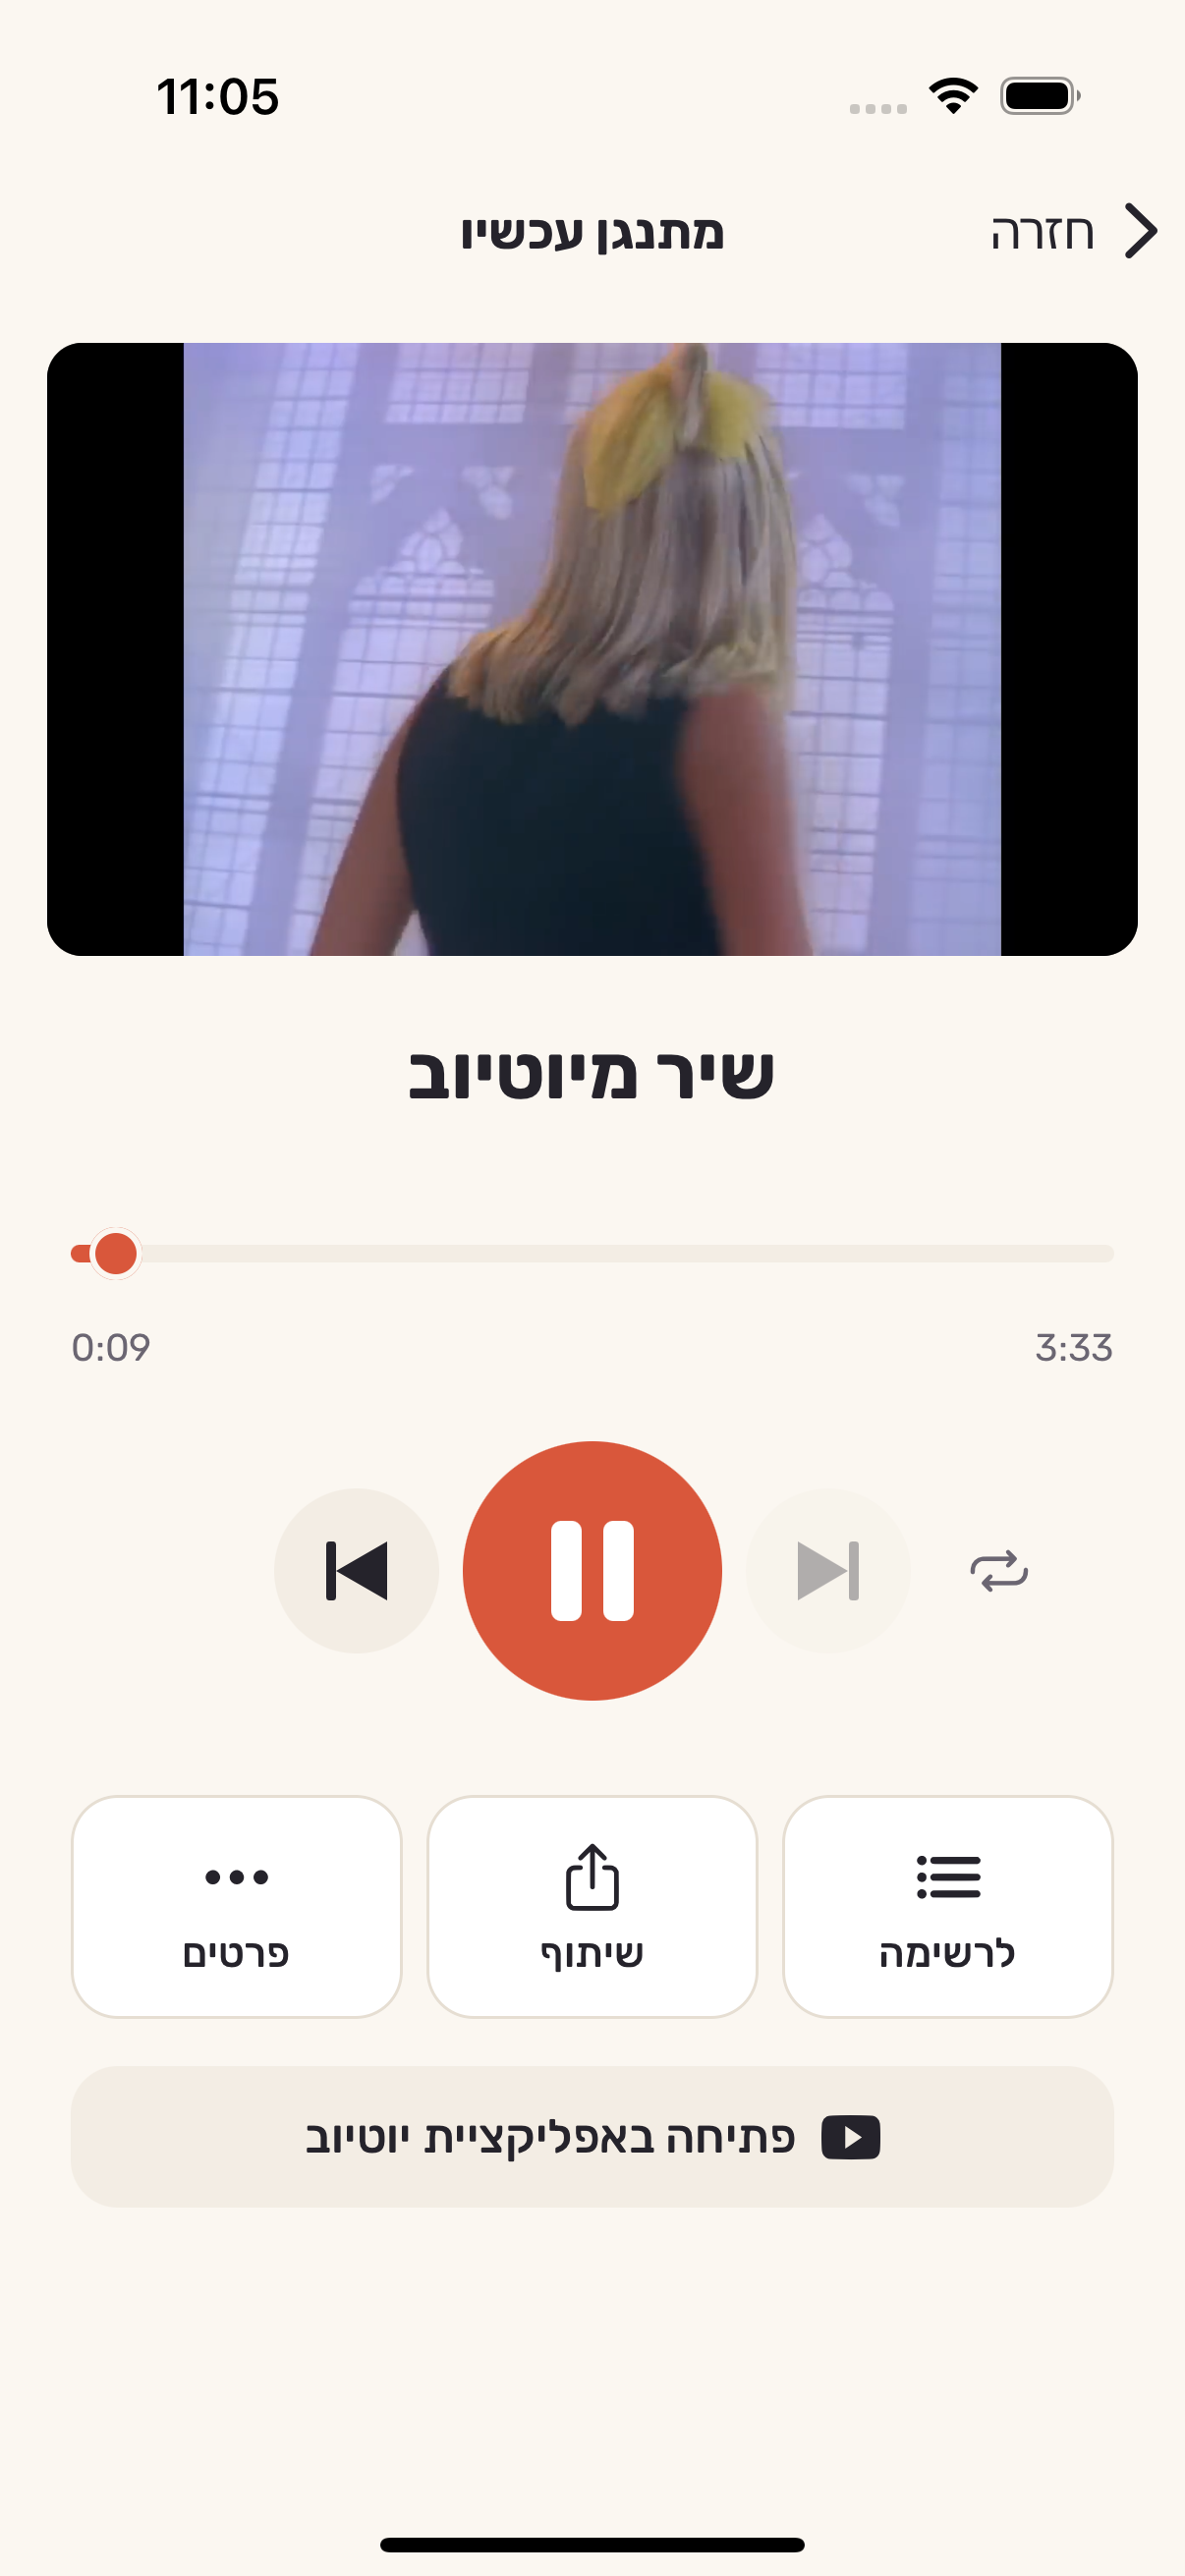 11:05
חזרה
מתנגן עכשיו
שיר מיוטיוב
0:09
3:33
לרשימה
שיתוף
פרטים
פתיחה באפליקציית יוטיוב